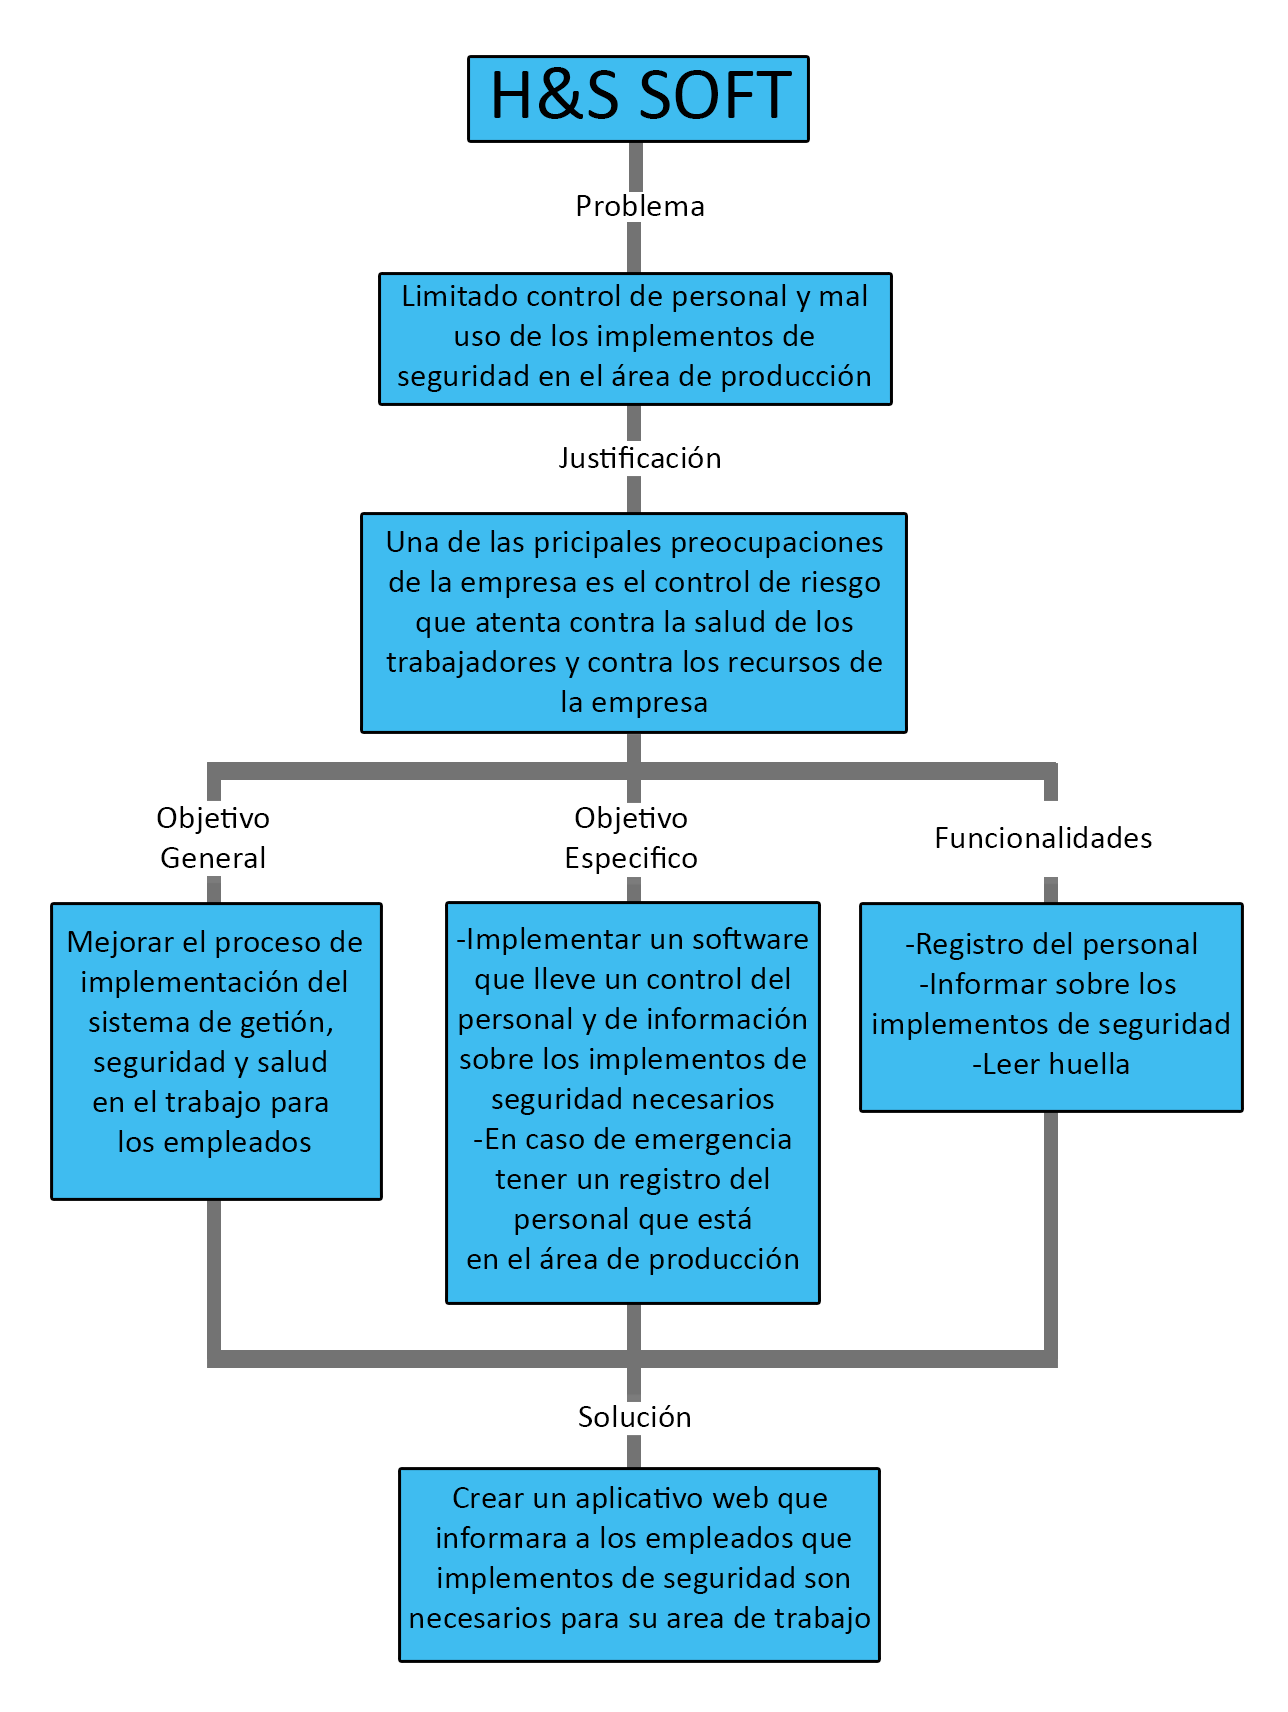 H&S SOFT
Problema
Limitado control de personal y mal
uso de los implementos de
seguridad en el área de producción
Justificación
Una de las pricipales preocupaciones
de la empresa es el control de riesgo
que atenta contra la salud de los
trabajadores y contra los recursos de
la empresa
Objetivo
General
Mejorar el proceso de
implementación del
sistema de getión,
seguridad y salud
en el trabajo para
los empleados
Objetivo
Especifico
-Implementar un software
que lleve un control del
personal y de información
sobre los implementos de
seguridad necesarios
-En caso de emergencia
tener un registro del
personal que está
en el área de producción
Funcionalidades
-Registro del personal
-Informar sobre los
implementos de seguridad
-Leer huella
Solución
Crear un aplicativo web que
informara a los empleados que
implementos de seguridad son
necesarios para su area de trabajo